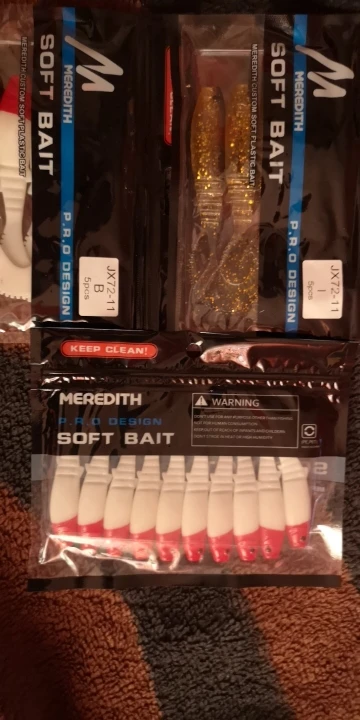 MEREDITH
SOFT BAIT
MEREDITH CUSTOM SOFT PLASTIC BAIT
P.R.O DESIGN
JX72-11
B
5pcs
MEREDITH
SOFT BAIT
MEREDITH CUSTOM SOFT PLASTIC BAIT
P.R.O DESIGN
JX72-11
I
5pcs
KEEP CLEAN!
MEREDITH
P.R.O DESIGN
SOFT BAIT
WARNING